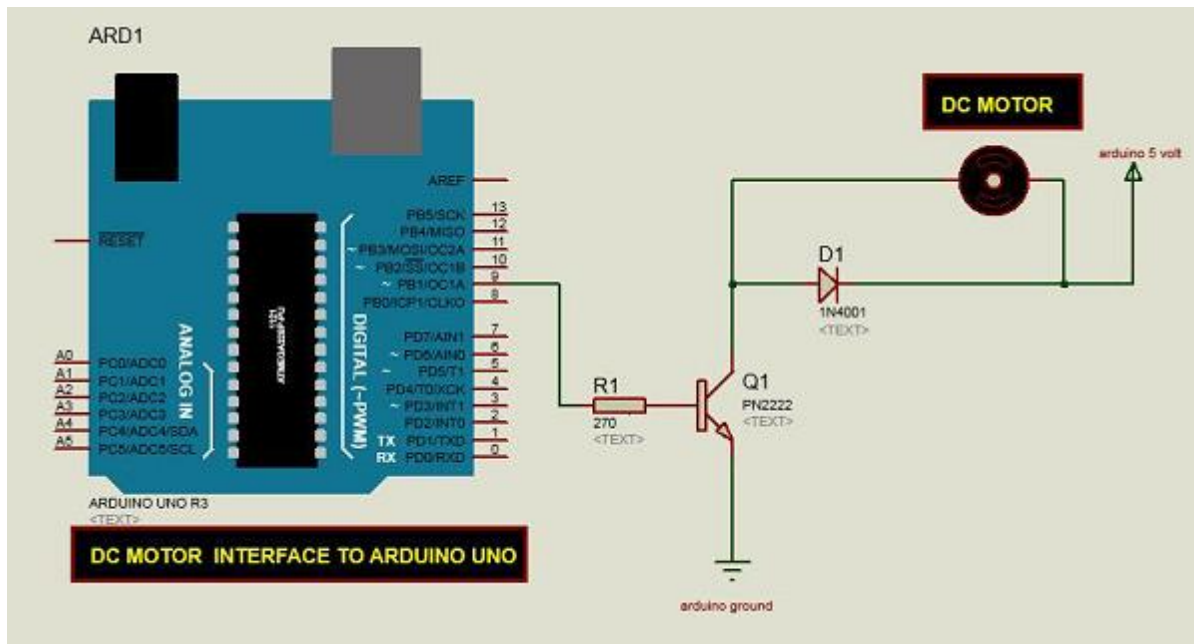 ARD1
DC MOTOR
arduino 5 volt
AREF
RESET
PB5/SCK 13
PB4/MISO 12
~ PB3/MOSI/OC2A 11
~ PB2/SS/OC1B 10
~ PB1/OC1A 9
PB0/ICP1/CLKO 8
PD7/AIN1 7
~ PD6/AIN0 6
~ PD5/T1 5
PD4/T0/XCK 4
~ PD3/INT1 3
PD2/INT0 2
TX PD1/TXD 1
RX PD0/RXD 0
DIGITAL (~PWM)
ANALOG IN
A0 PC0/ADC0
A1 PC1/ADC1
A2 PC2/ADC2
A3 PC3/ADC3
A4 PC4/ADC4/SDA
A5 PC5/ADC5/SCL
D1
1N4001
<TEXT>
R1
270
<TEXT>
Q1
PN2222
<TEXT>
ARDUINO UNO R3
<TEXT>
DC MOTOR INTERFACE TO ARDUINO UNO
arduino ground